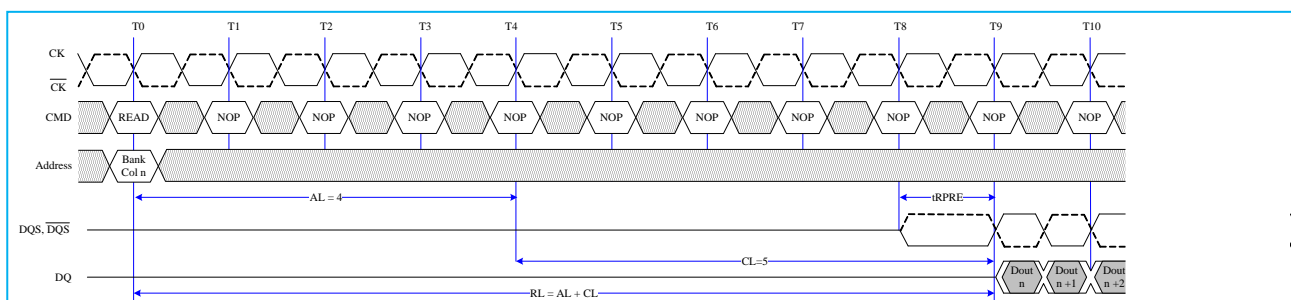 T0 T1 T2 T3 T4 T5 T6 T7 T8 T9 T10
CK
CK
CMD READ NOP NOP NOP NOP NOP NOP NOP NOP NOP NOP
Address Bank Col n
AL = 4 tRPRE
DQS, DQS
CL=5
DQ Dout n Dout n +1 Dout n +2
RL = AL + CL